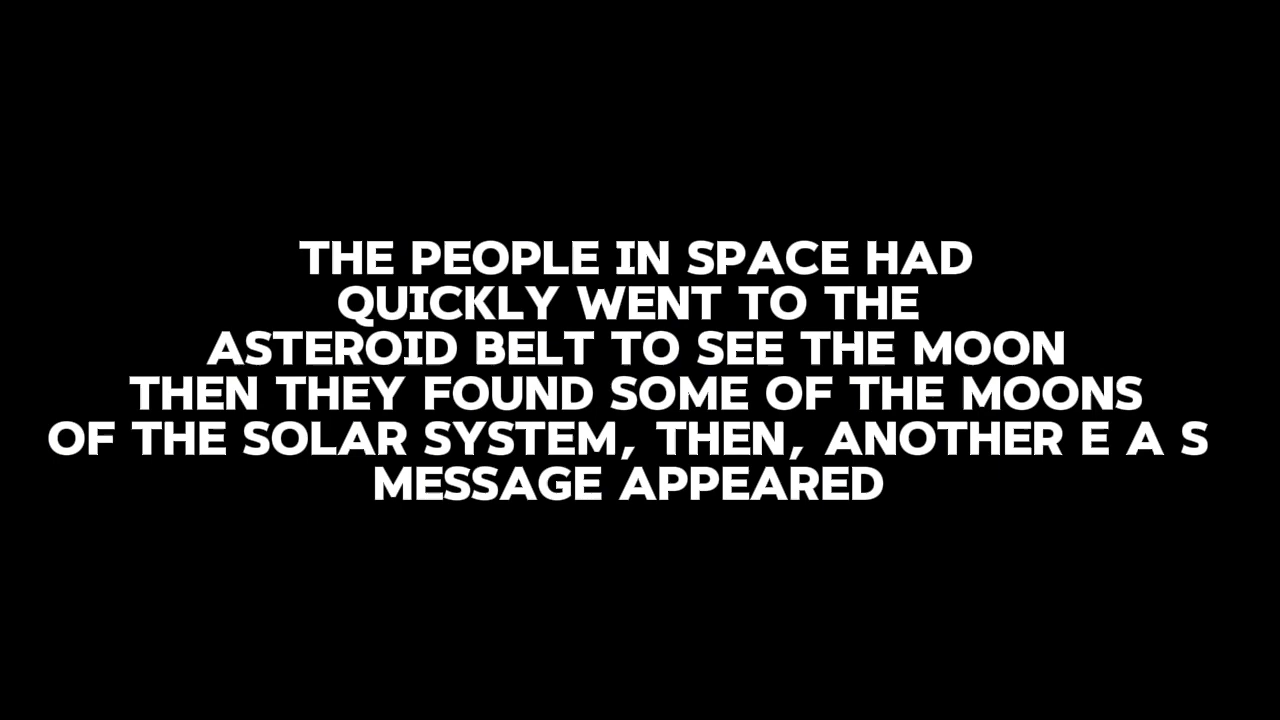 THE PEOPLE IN SPACE HAD
QUICKLY WENT TO THE
ASTEROID BELT TO SEE THE MOON
THEN THEY FOUND SOME OF THE MOONS
OF THE SOLAR SYSTEM, THEN, ANOTHER E A S
MESSAGE APPEARED